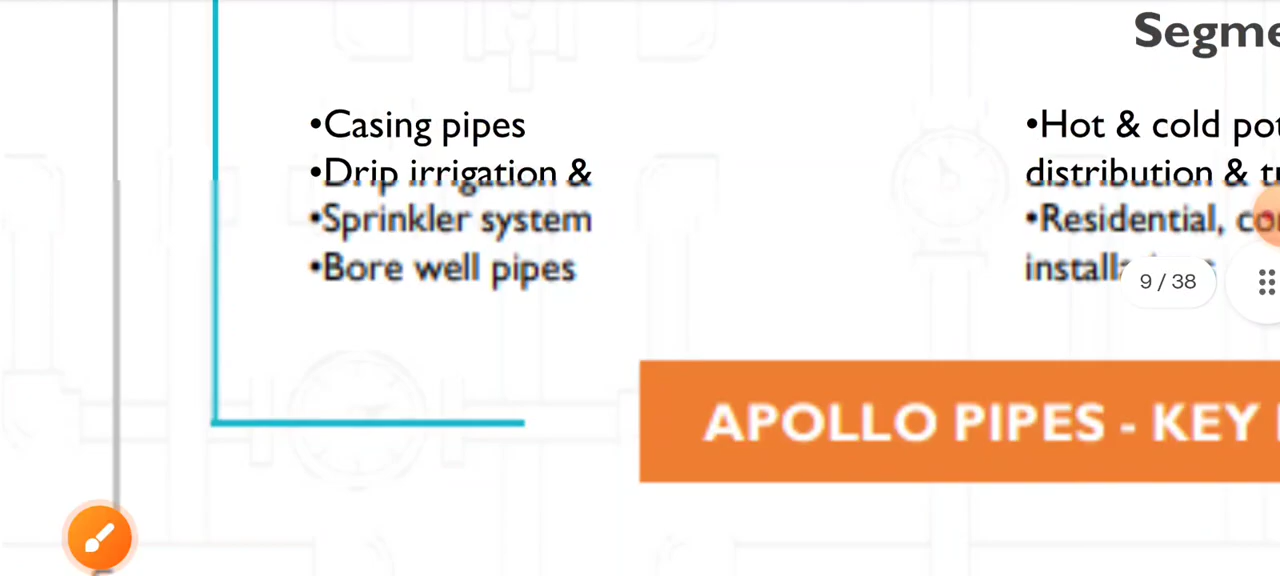 Segme
•Casing pipes
•Drip irrigation &
•Sprinkler system
•Bore well pipes
•Hot & cold pot
distribution & t
•Residential, co
install
9 / 38
APOLLO PIPES - KEY